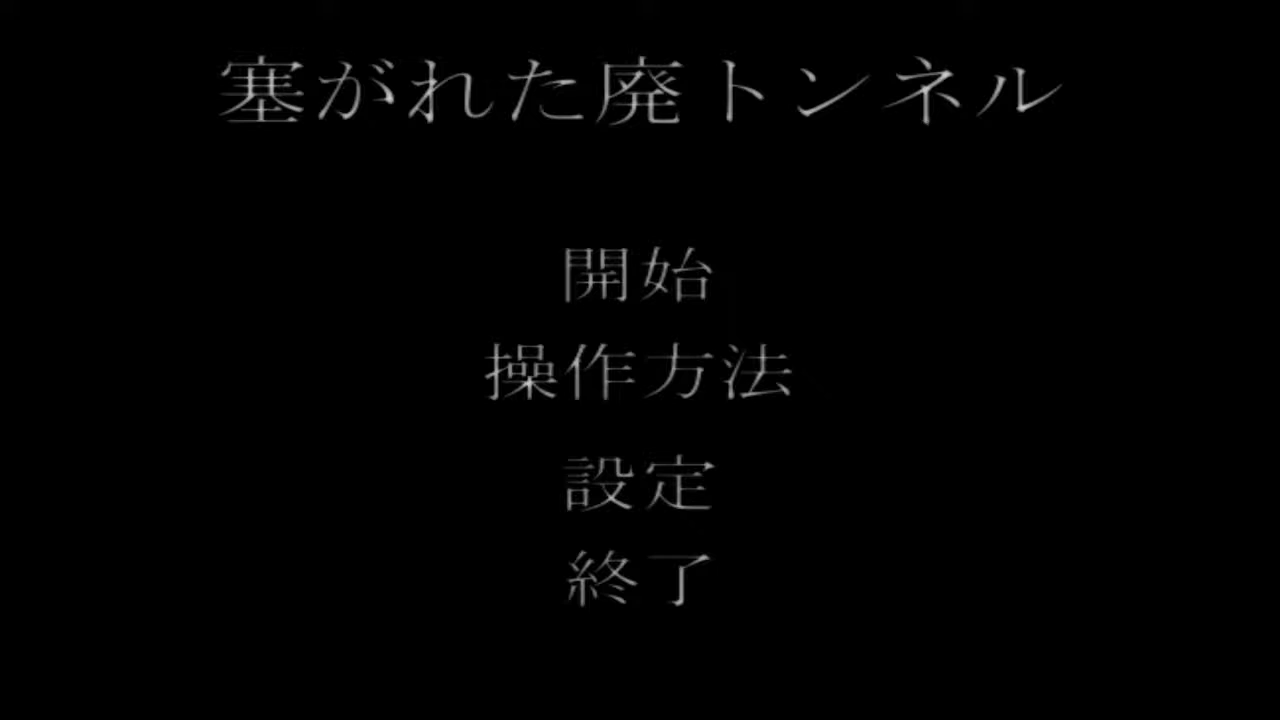 塞がれた廃トンネル
開始
操作方法
設定
終了